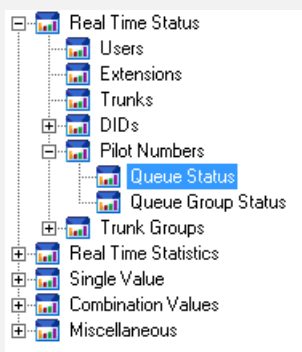 Real Time Status
Users
Extensions
Trunks
DIDs
Pilot Numbers
Queue Status
Queue Group Status
Trunk Groups
Real Time Statistics
Single Value
Combination Values
Miscellaneous